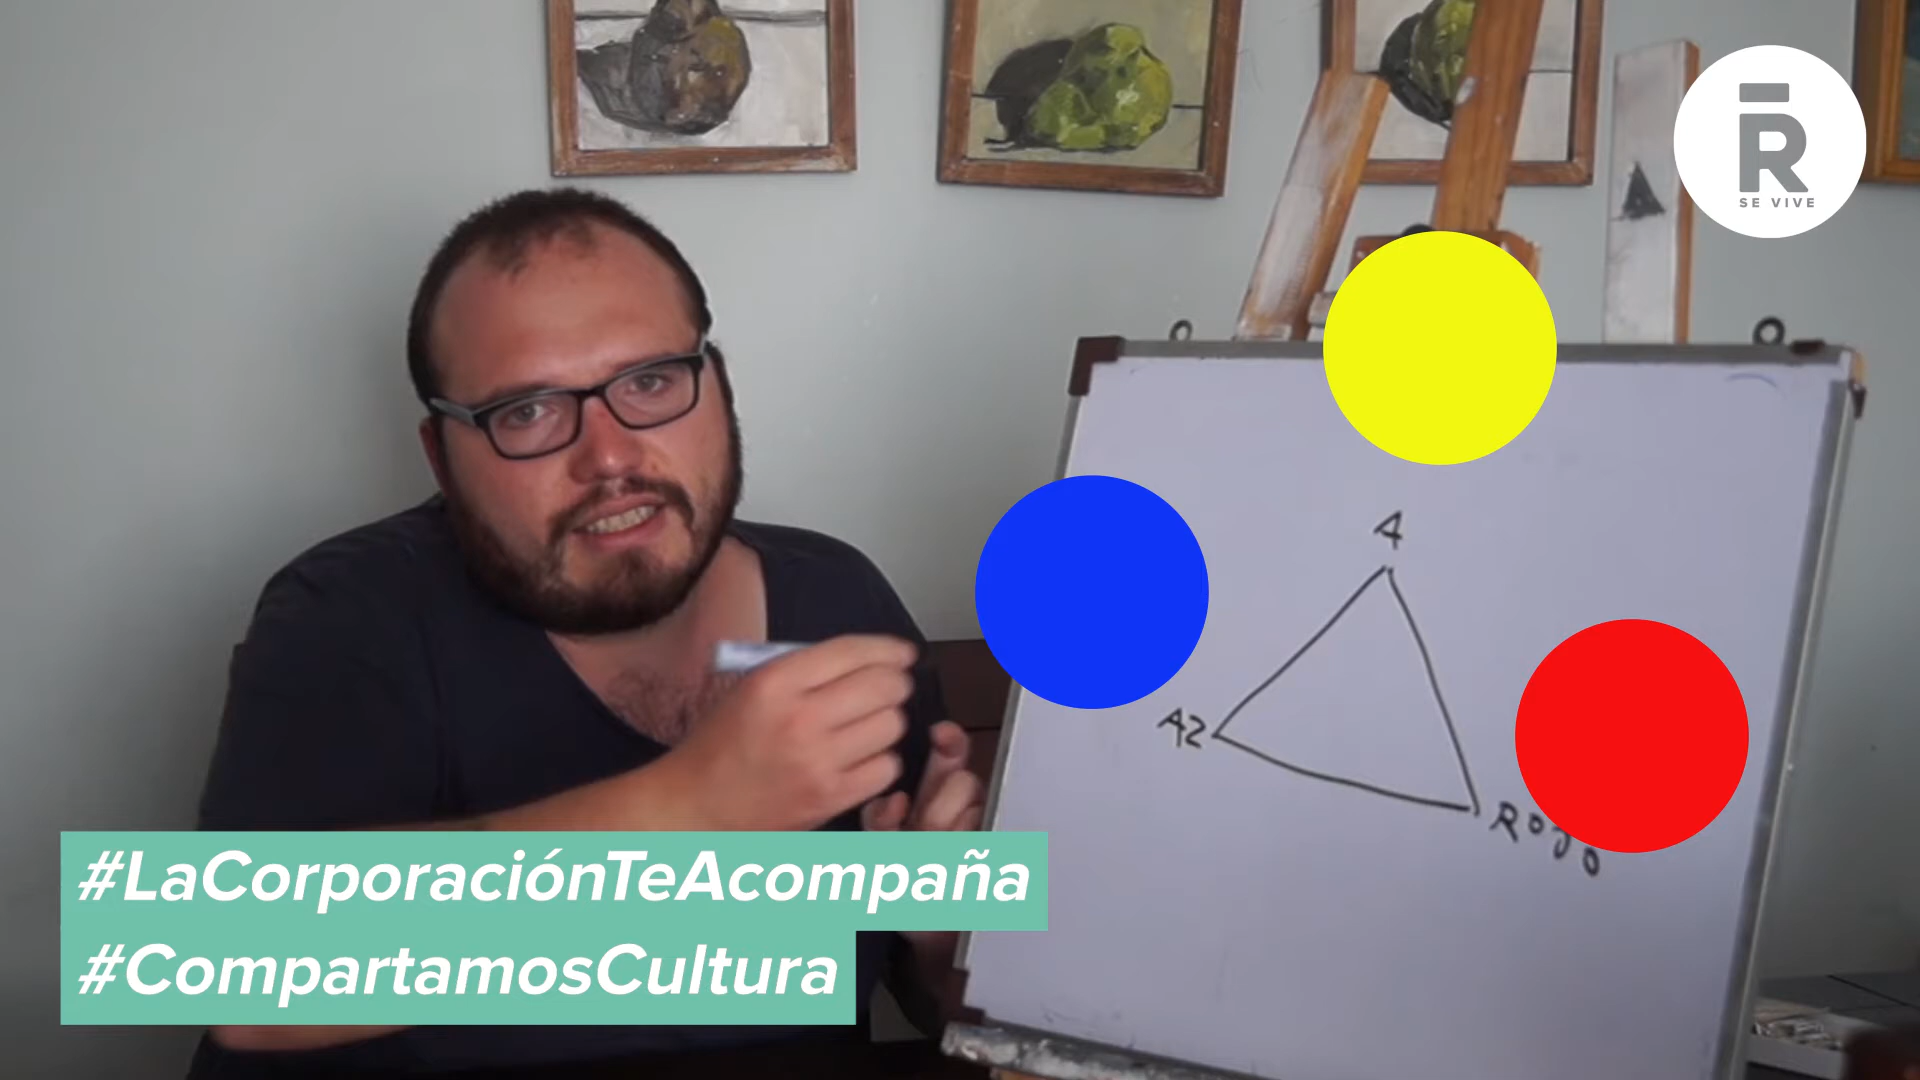 R
SE VIVE
A
AZ
ROJO
#LaCorporaciónTeAcompaña
#CompartamosCultura